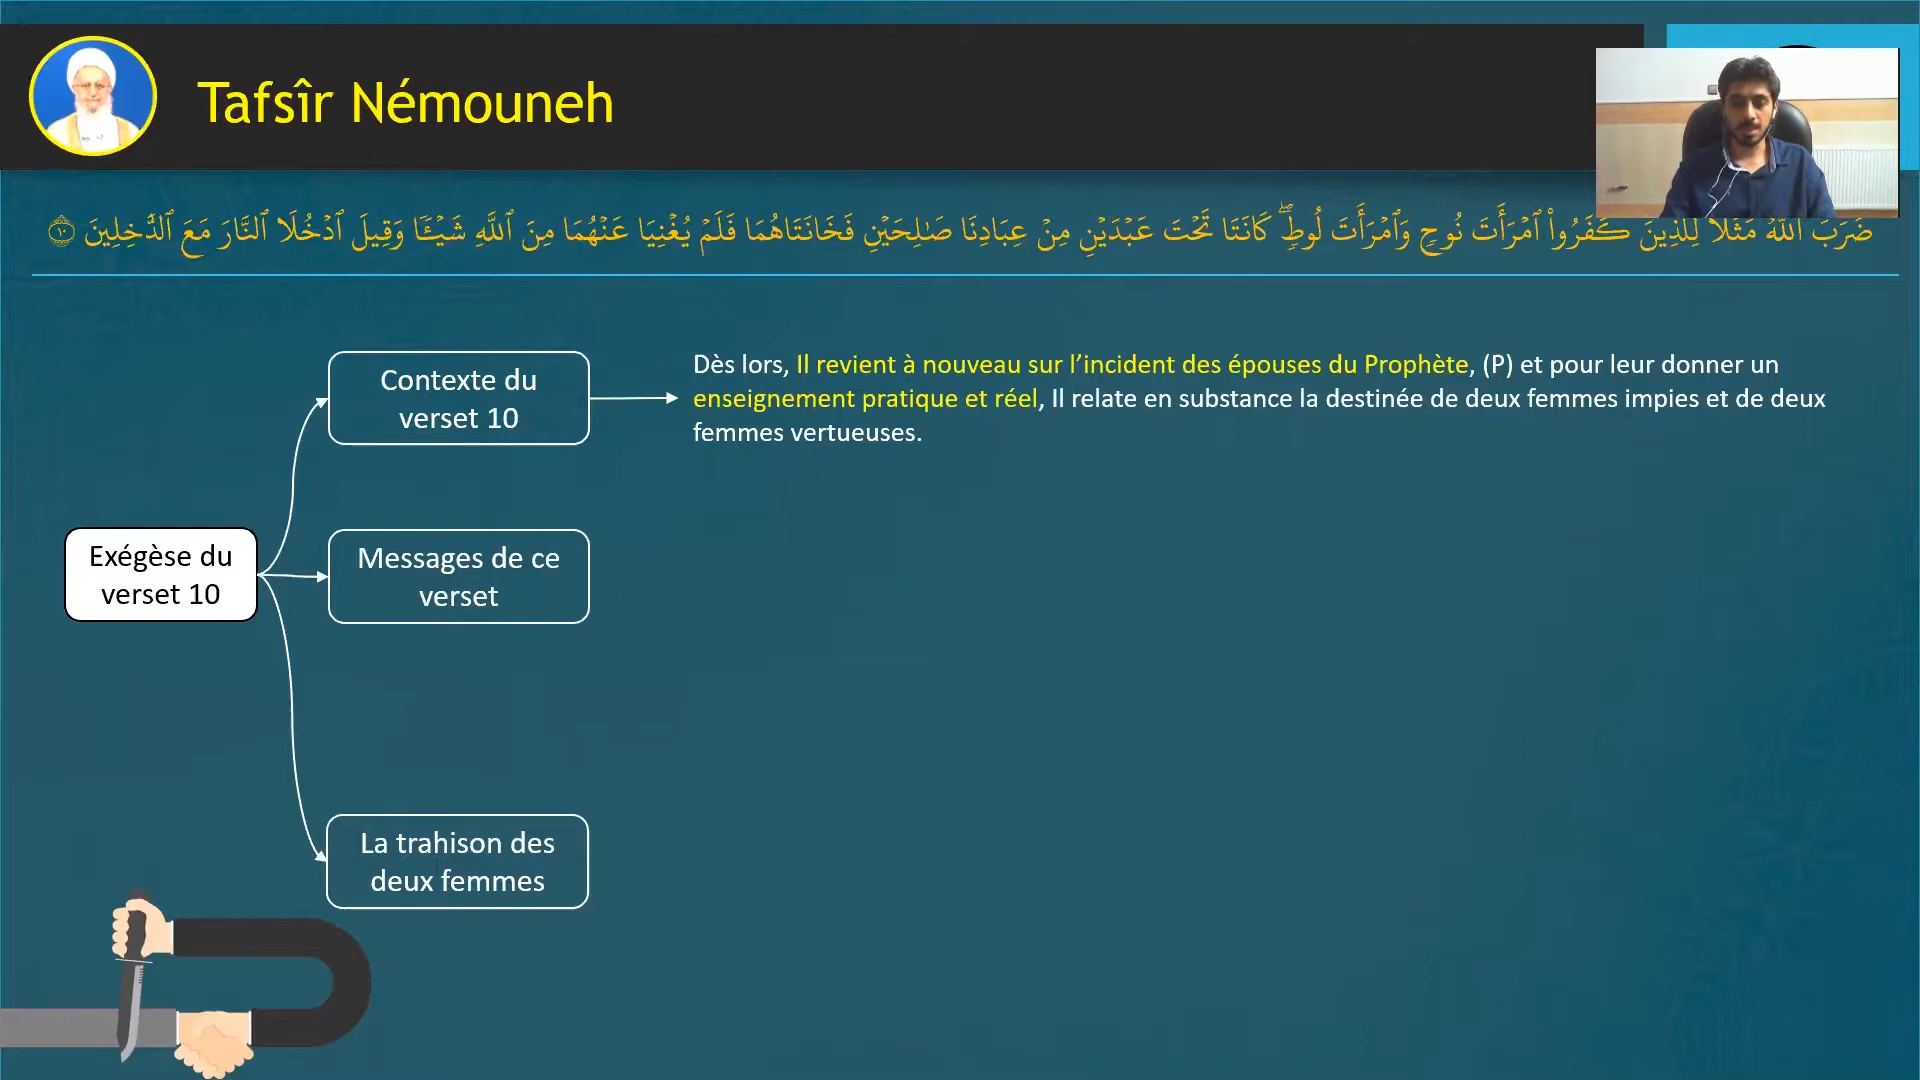 Tafsîr Némouneh
ضَرَبَ ٱللَّهُ مَثَلًا لِّلَّذِينَ كَفَرُوا۟ ٱمْرَأَتَ نُوحٍ وَٱمْرَأَتَ لُوطٍ ۖ كَانَتَا تَحْتَ عَبْدَيْنِ مِنْ عِبَادِنَا صَـٰلِحَيْنِ فَخَانَتَاهُمَا فَلَمْ يُغْنِيَا عَنْهُمَا مِنَ ٱللَّهِ شَيْـًٔا وَقِيلَ ٱدْخُلَا ٱلنَّارَ مَعَ ٱلدَّٰخِلِينَ ١٠
Contexte du
verset 10
Dès lors, Il revient à nouveau sur l’incident des épouses du Prophète, (P) et pour leur donner un
enseignement pratique et réel, Il relate en substance la destinée de deux femmes impies et de deux
femmes vertueuses.
Exégèse du
verset 10
Messages de ce
verset
La trahison des
deux femmes